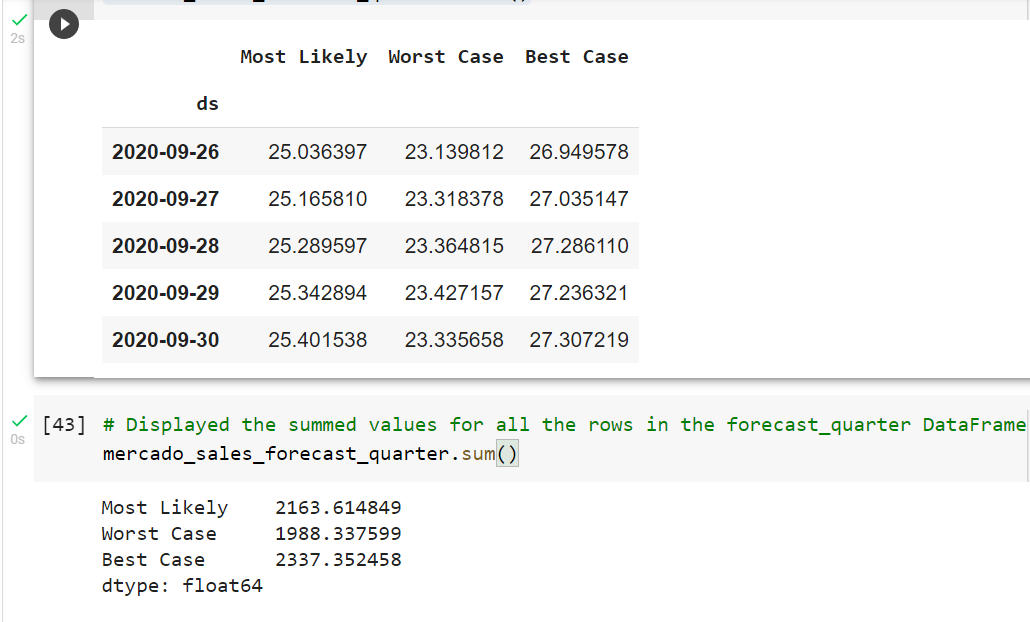 2s
Most Likely Worst Case Best Case
ds
2020-09-26 25.036397 23.139812 26.949578
2020-09-27 25.165810 23.318378 27.035147
2020-09-28 25.289597 23.364815 27.286110
2020-09-29 25.342894 23.427157 27.236321
2020-09-30 25.401538 23.335658 27.307219
[43] # Displayed the summed values for all the rows in the forecast_quarter DataFrame
0s
mercado_sales_forecast_quarter.sum()
Most Likely 2163.614849
Worst Case 1988.337599
Best Case 2337.352458
dtype: float64